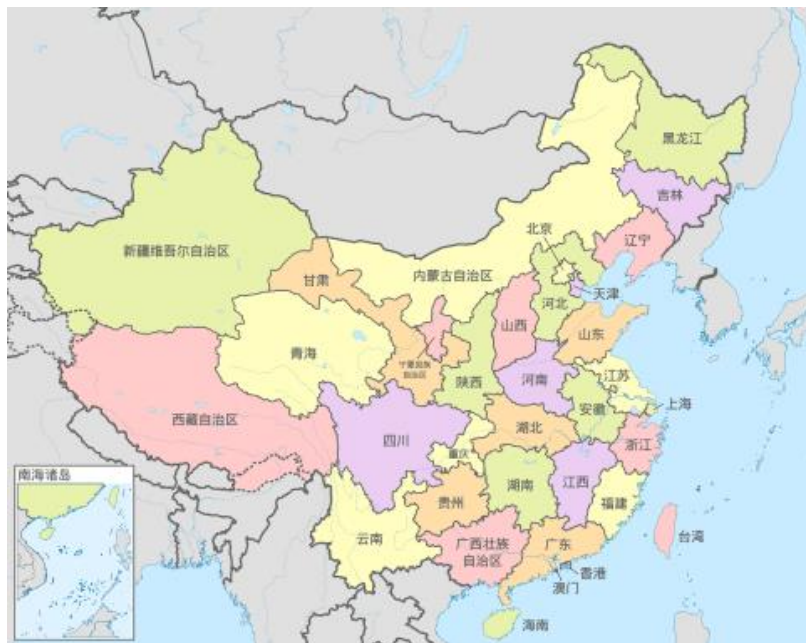 黑龙江
吉林
辽宁
北京
新疆维吾尔自治区
内蒙古自治区
甘肃
天津
河北
山西
山东
青海
宁夏回族
自治区
陕西
河南
江苏
上海
安徽
西藏自治区
四川
湖北
浙江
重庆
南海诸岛
湖南
江西
贵州
福建
云南
广西壮族
自治区
广东
台湾
香港
澳门
海南